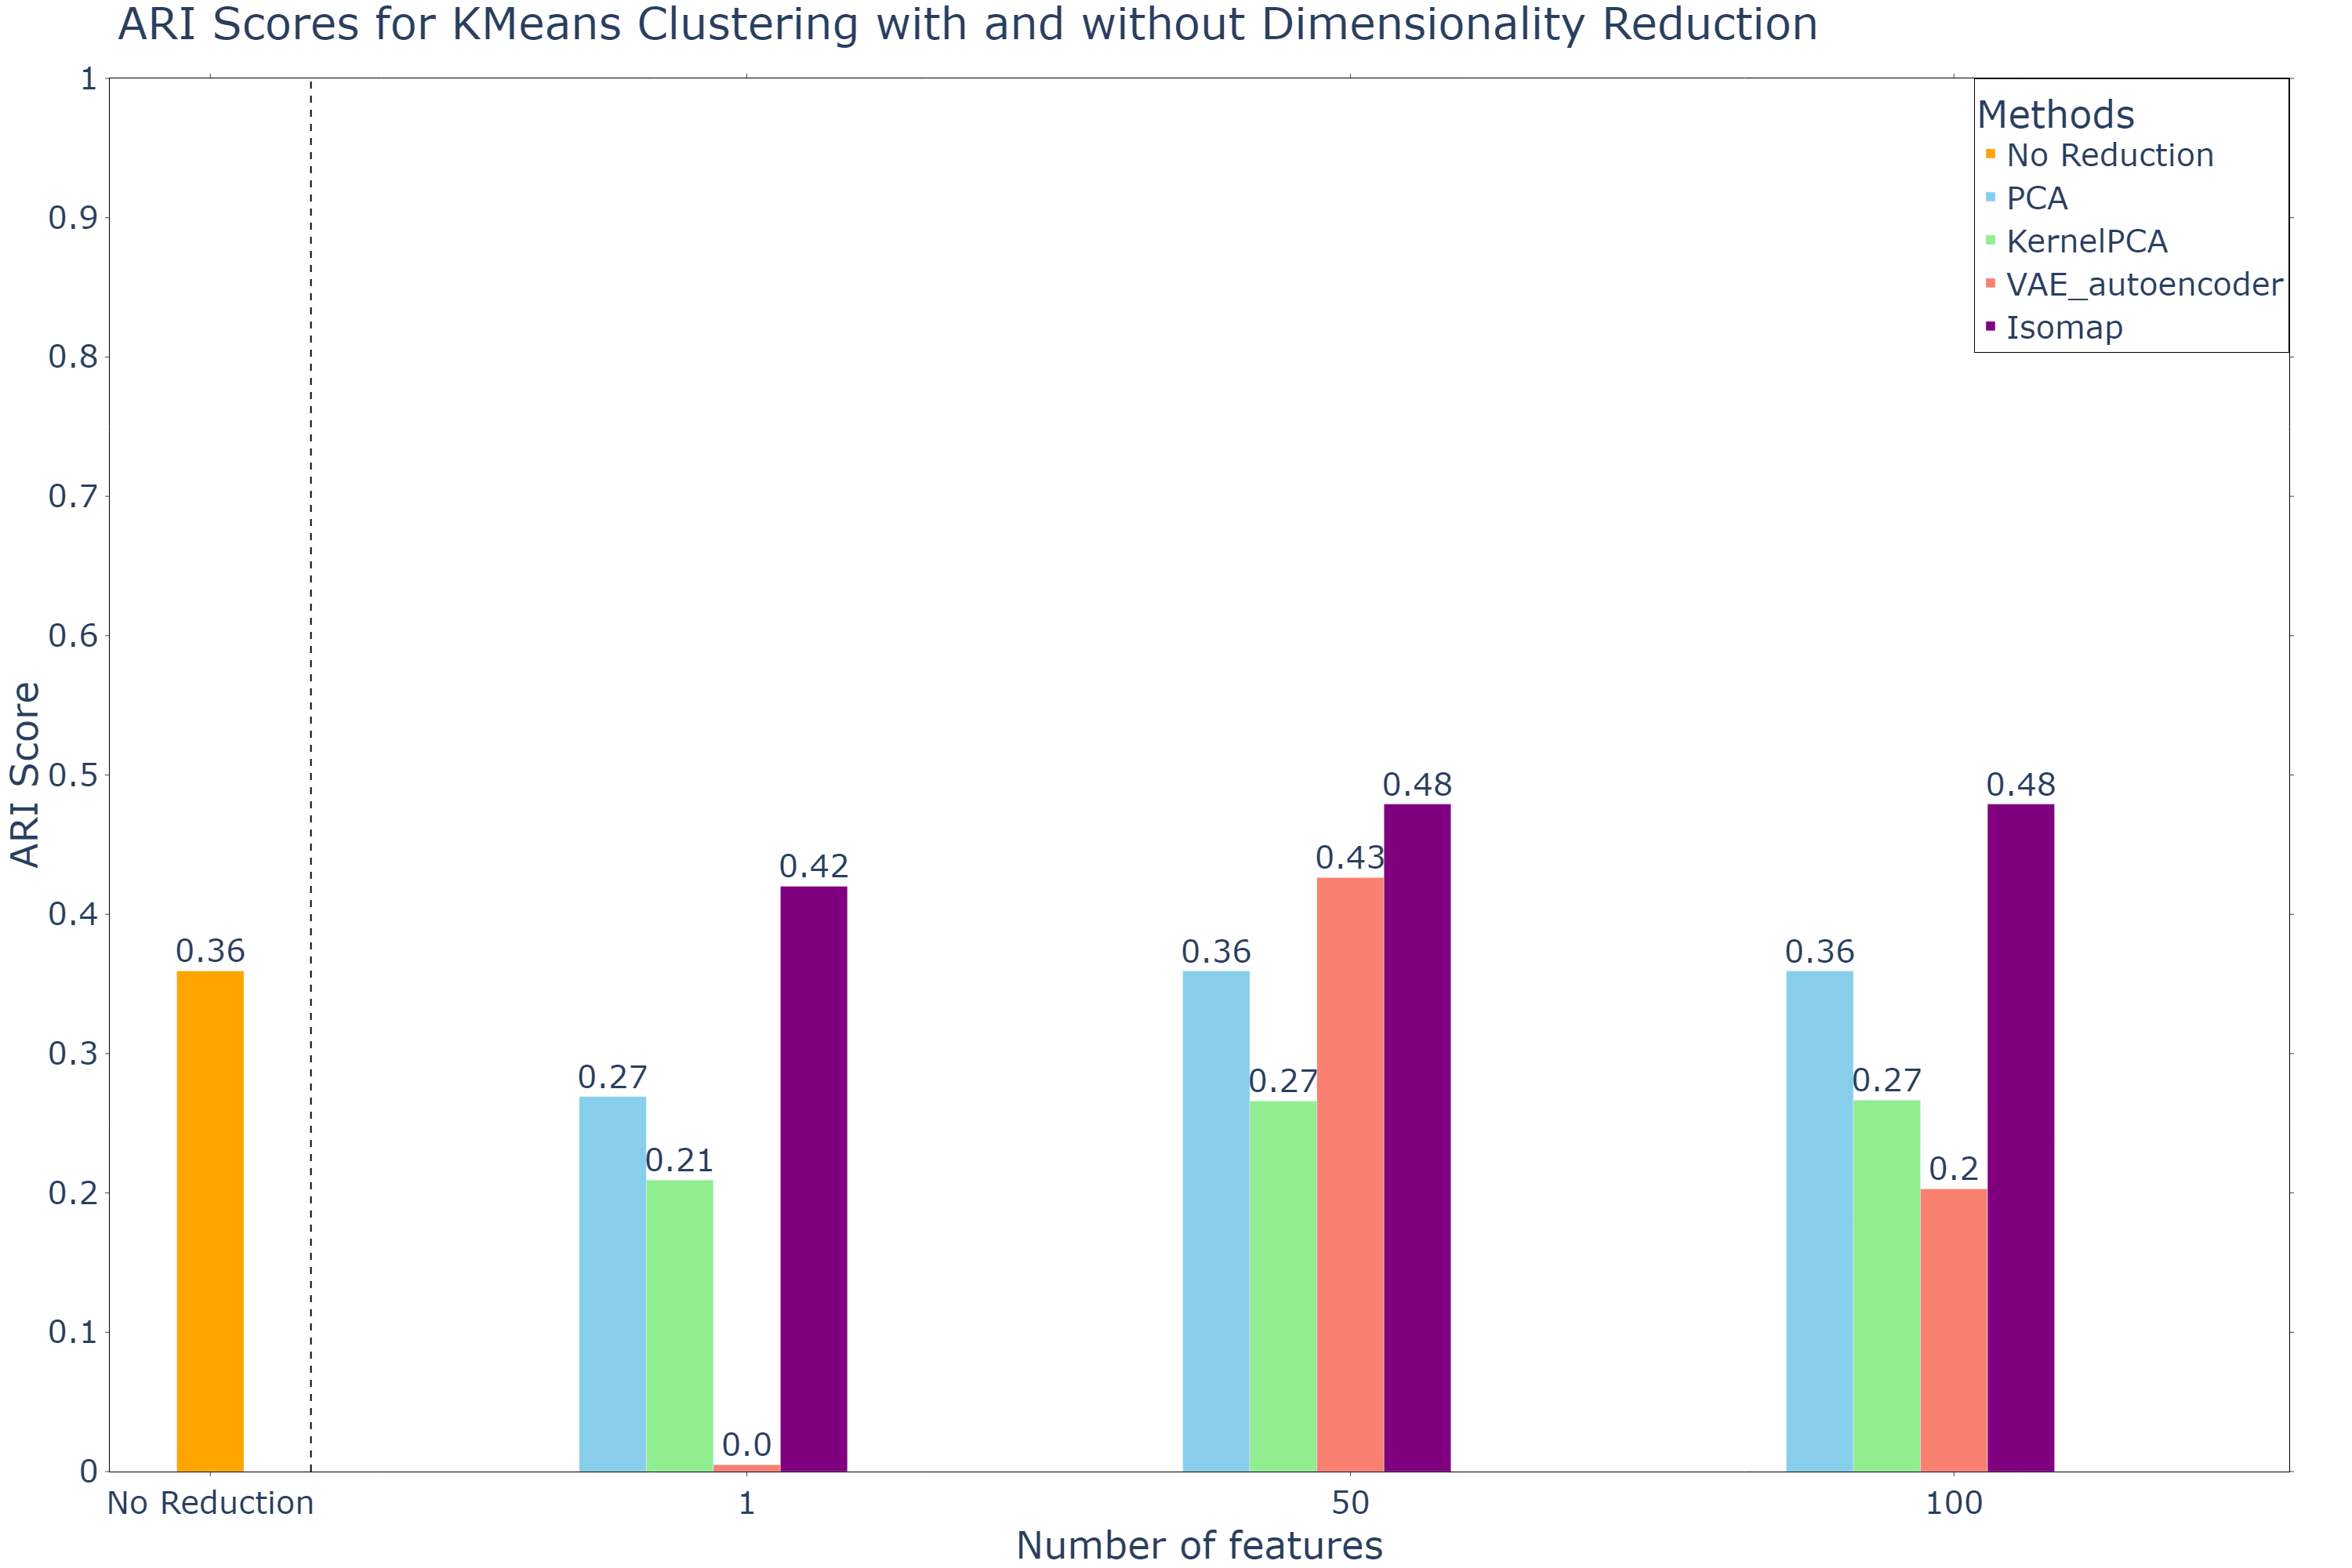 ARI Scores for KMeans Clustering with and without Dimensionality Reduction
Methods
No Reduction
PCA
KernelPCA
VAE_autoencoder
Isomap
ARI Score
1
0.9
0.8
0.7
0.6
0.5
0.4
0.3
0.2
0.1
0
0.36
0.27
0.21
0.0
0.42
0.36
0.27
0.43
0.48
0.36
0.27
0.2
0.48
No Reduction
1
50
100
Number of features